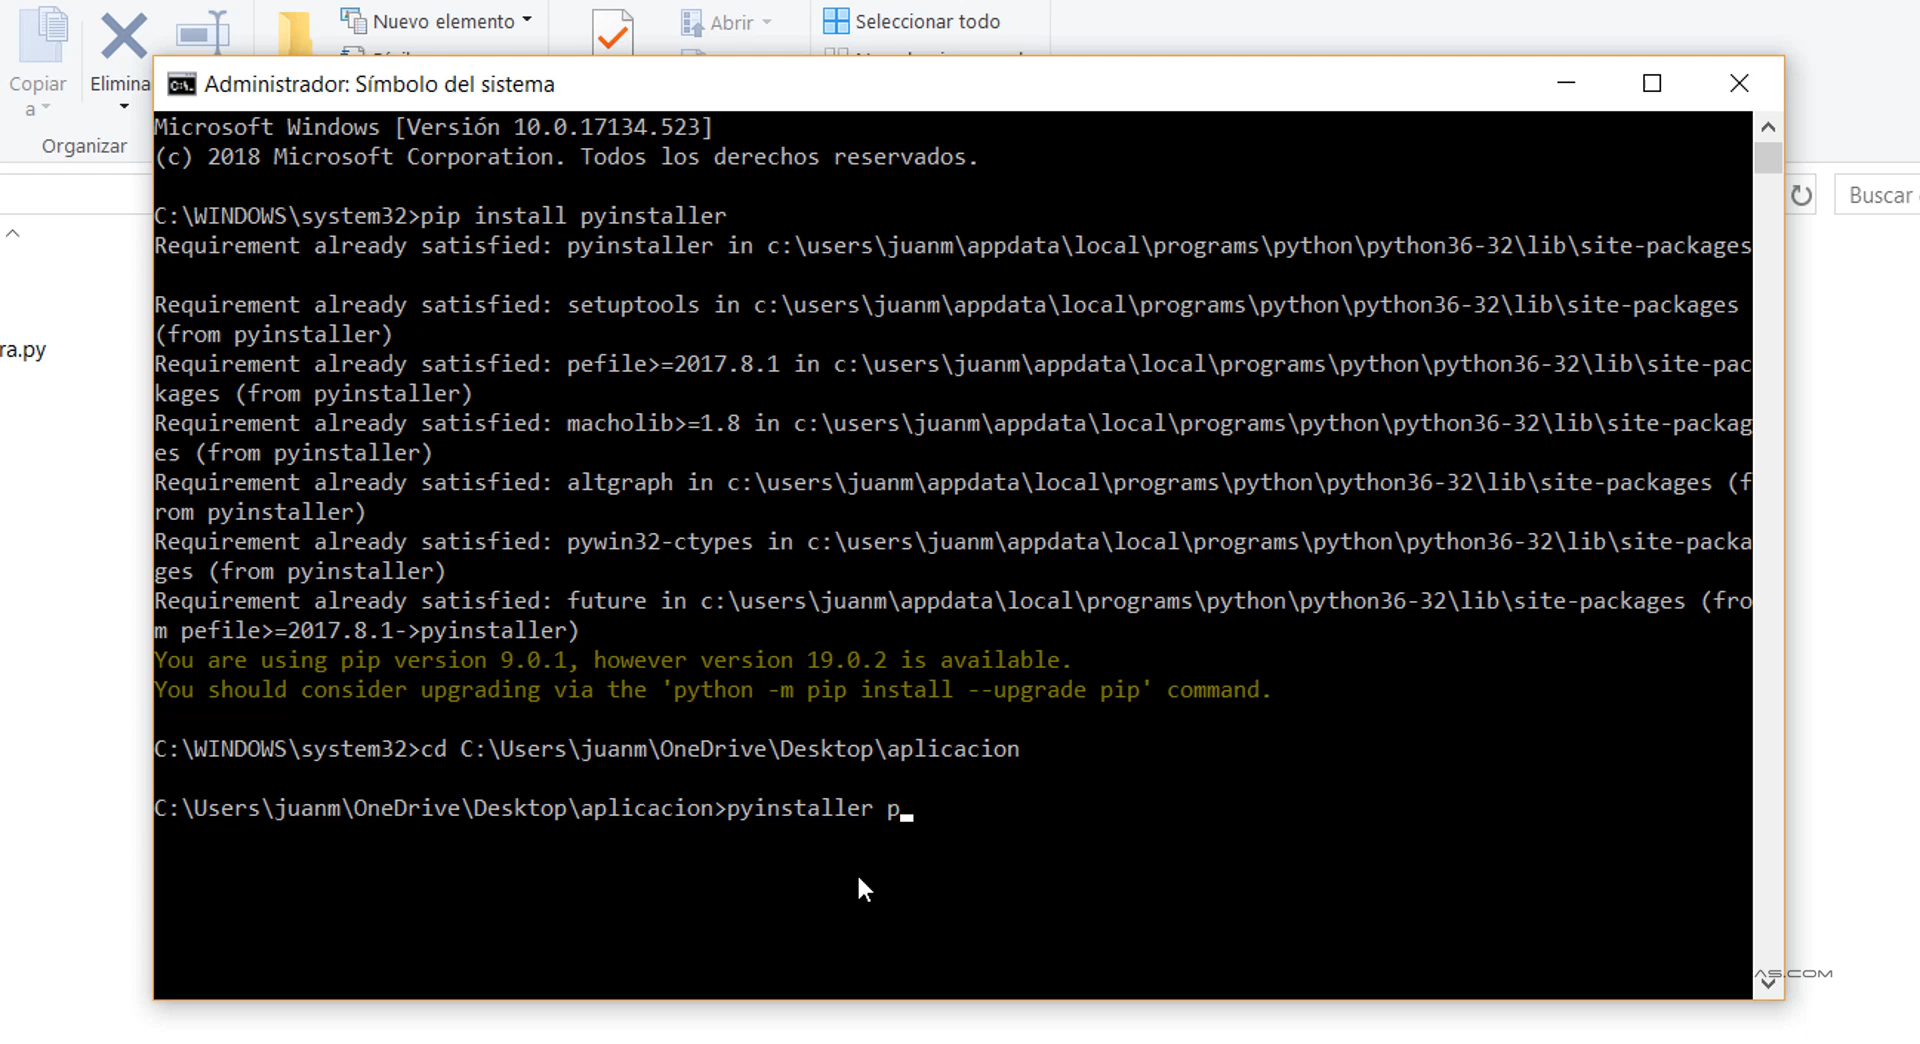 Nuevo elemento
Abrir
Seleccionar todo
Copiar
a
Elimina
Organizar
Administrador: Símbolo del sistema
Buscar
ra.py
Microsoft Windows [Versión 10.0.17134.523]
(c) 2018 Microsoft Corporation. Todos los derechos reservados.
C:\WINDOWS\system32>pip install pyinstaller
Requirement already satisfied: pyinstaller in c:\users\juanm\appdata\local\programs\python\python36-32\lib\site-packages
Requirement already satisfied: setuptools in c:\users\juanm\appdata\local\programs\python\python36-32\lib\site-packages
(from pyinstaller)
Requirement already satisfied: pefile>=2017.8.1 in c:\users\juanm\appdata\local\programs\python\python36-32\lib\site-pac
kages (from pyinstaller)
Requirement already satisfied: macholib>=1.8 in c:\users\juanm\appdata\local\programs\python\python36-32\lib\site-packag
es (from pyinstaller)
Requirement already satisfied: altgraph in c:\users\juanm\appdata\local\programs\python\python36-32\lib\site-packages (f
rom pyinstaller)
Requirement already satisfied: pywin32-ctypes in c:\users\juanm\appdata\local\programs\python\python36-32\lib\site-packa
ges (from pyinstaller)
Requirement already satisfied: future in c:\users\juanm\appdata\local\programs\python\python36-32\lib\site-packages (fro
m pefile>=2017.8.1->pyinstaller)
You are using pip version 9.0.1, however version 19.0.2 is available.
You should consider upgrading via the 'python -m pip install --upgrade pip' command.
C:\WINDOWS\system32>cd C:\Users\juanm\OneDrive\Desktop\aplicacion
C:\Users\juanm\OneDrive\Desktop\aplicacion>pyinstaller p
AS.COM